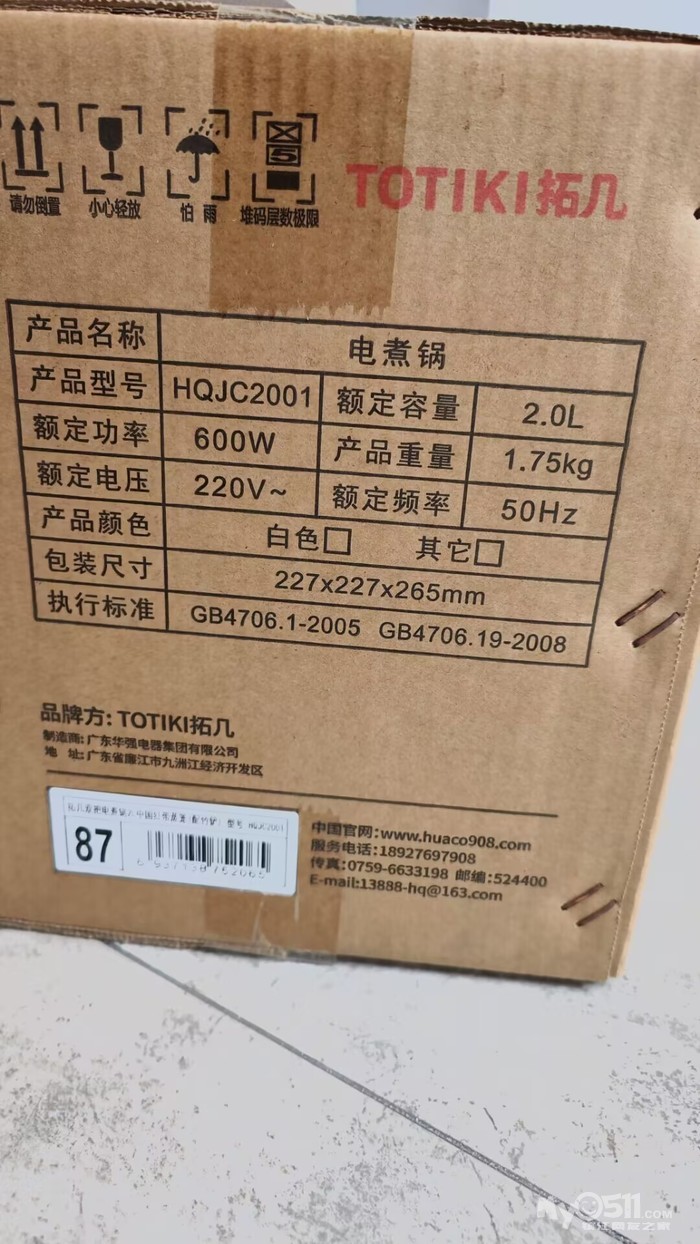 5
请勿倒置 小心轻放 怕雨 堆码层数极限
TOTIKI拓几
产品名称 电煮锅
产品型号 HQJC2001 额定容量 2.0L
额定功率 600W 产品重量 1.75kg
额定电压 220V~ 额定频率 50Hz
产品颜色 白色□ 其它□
包装尺寸 227x227x265mm
执行标准 GB4706.1-2005 GB4706.19-2008
品牌方: TOTIKI拓几
制造商: 广东华强电器集团有限公司
地 址: 广东省廉江市九洲江经济开发区
型号 HQJC2001
87
中国官网: www.huaco908.com
服务电话: 18927697908
传真: 0759-6633198 邮编: 524400
E-mail:13888-hq@163.com
my0511.COM